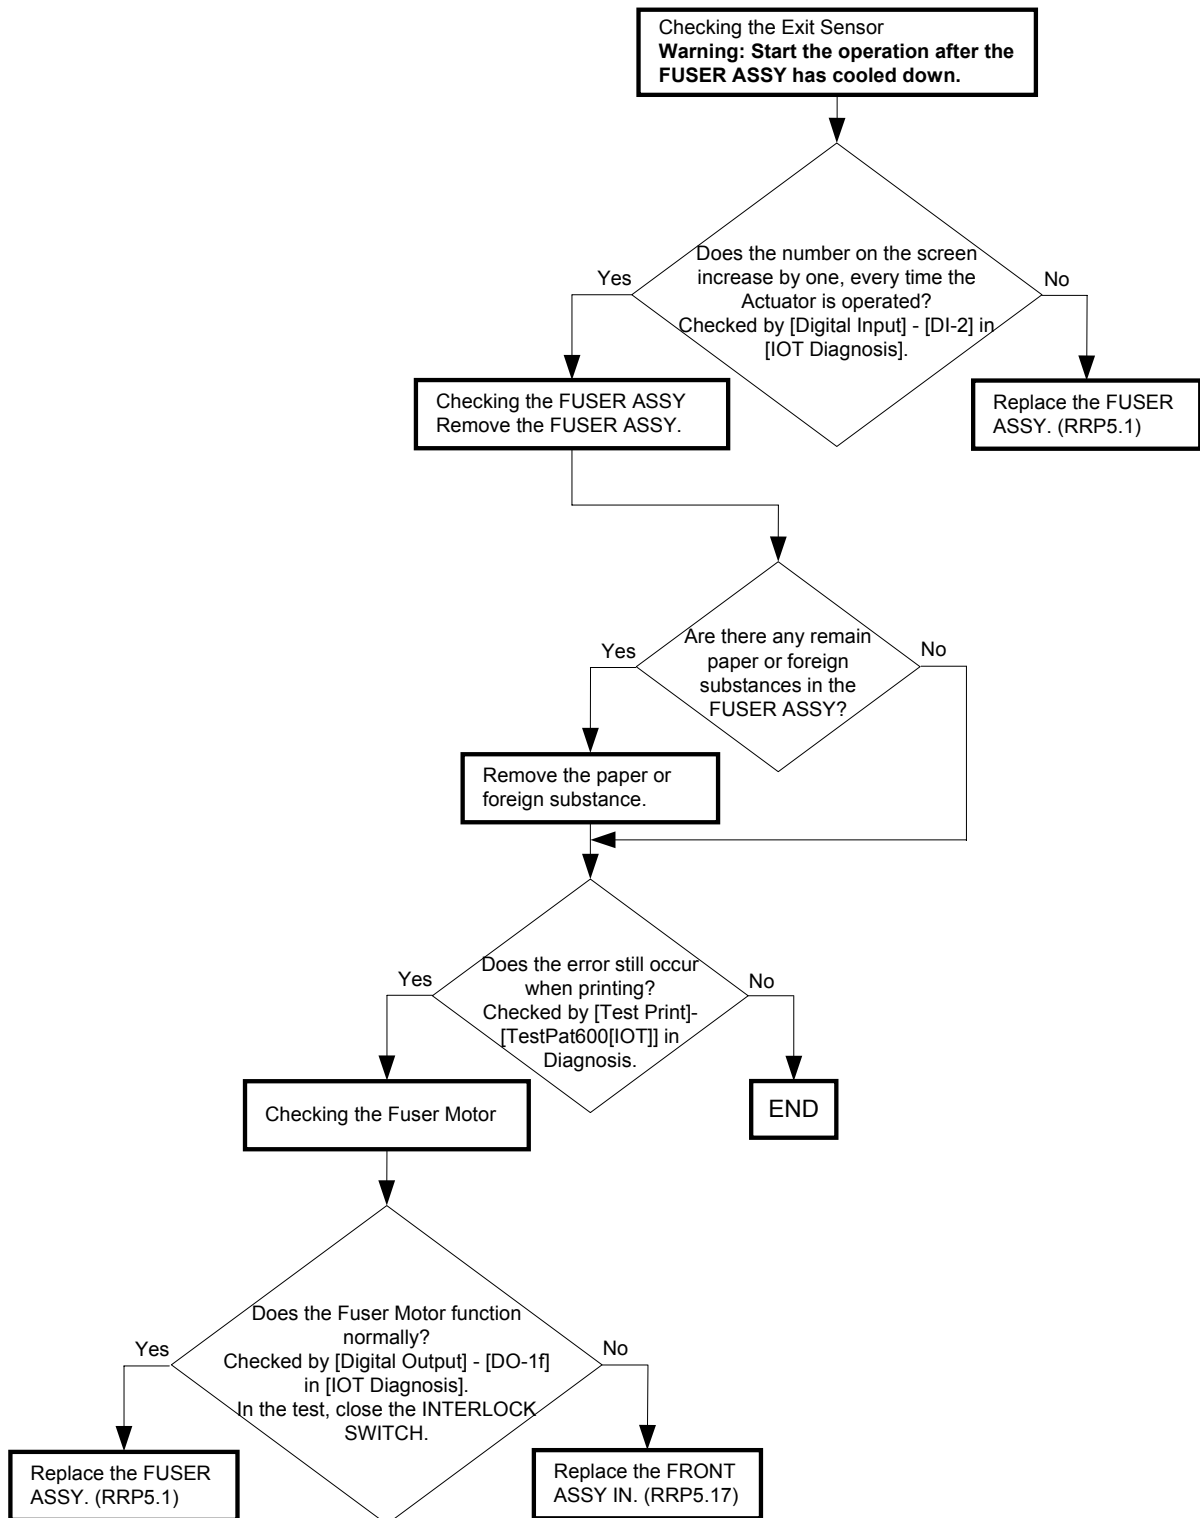 Checking the Exit Sensor
Warning: Start the operation after the
FUSER ASSY has cooled down.
Does the number on the screen
increase by one, every time the
Actuator is operated?
Checked by [Digital Input] - [DI-2] in
[IOT Diagnosis].
Yes
No
Checking the FUSER ASSY
Remove the FUSER ASSY.
Replace the FUSER
ASSY. (RRP5.1)
Are there any remain
paper or foreign
substances in the
FUSER ASSY?
Yes
No
Remove the paper or
foreign substance.
Does the error still occur
when printing?
Checked by [Test Print]-
[TestPat600[IOT]] in
Diagnosis.
Yes
No
Checking the Fuser Motor
END
Does the Fuser Motor function
normally?
Checked by [Digital Output] - [DO-1f]
in [IOT Diagnosis].
In the test, close the INTERLOCK
SWITCH.
Yes
No
Replace the FUSER
ASSY. (RRP5.1)
Replace the FRONT
ASSY IN. (RRP5.17)